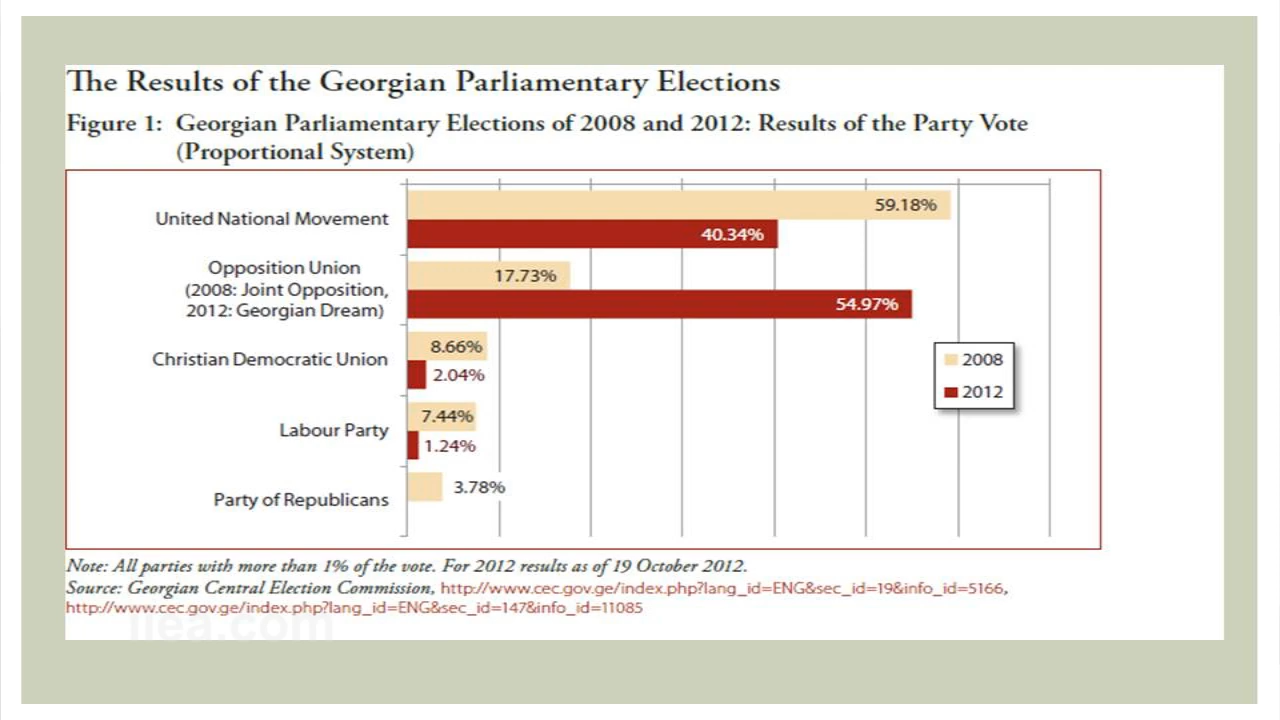 The Results of the Georgian Parliamentary Elections
Figure 1: Georgian Parliamentary Elections of 2008 and 2012: Results of the Party Vote
(Proportional System)
United National Movement
59.18%
40.34%
Opposition Union
(2008: Joint Opposition,
2012: Georgian Dream)
17.73%
54.97%
Christian Democratic Union
8.66%
2.04%
Labour Party
7.44%
1.24%
Party of Republicans
3.78%
2008
2012
Note: All parties with more than 1% of the vote. For 2012 results as of 19 October 2012.
Source: Georgian Central Election Commission, http://www.cec.gov.ge/index.php?lang_id=ENG&sec_id=19&info_id=5166,
http://www.cec.gov.ge/index.php?lang_id=ENG&sec_id=147&info_id=11085